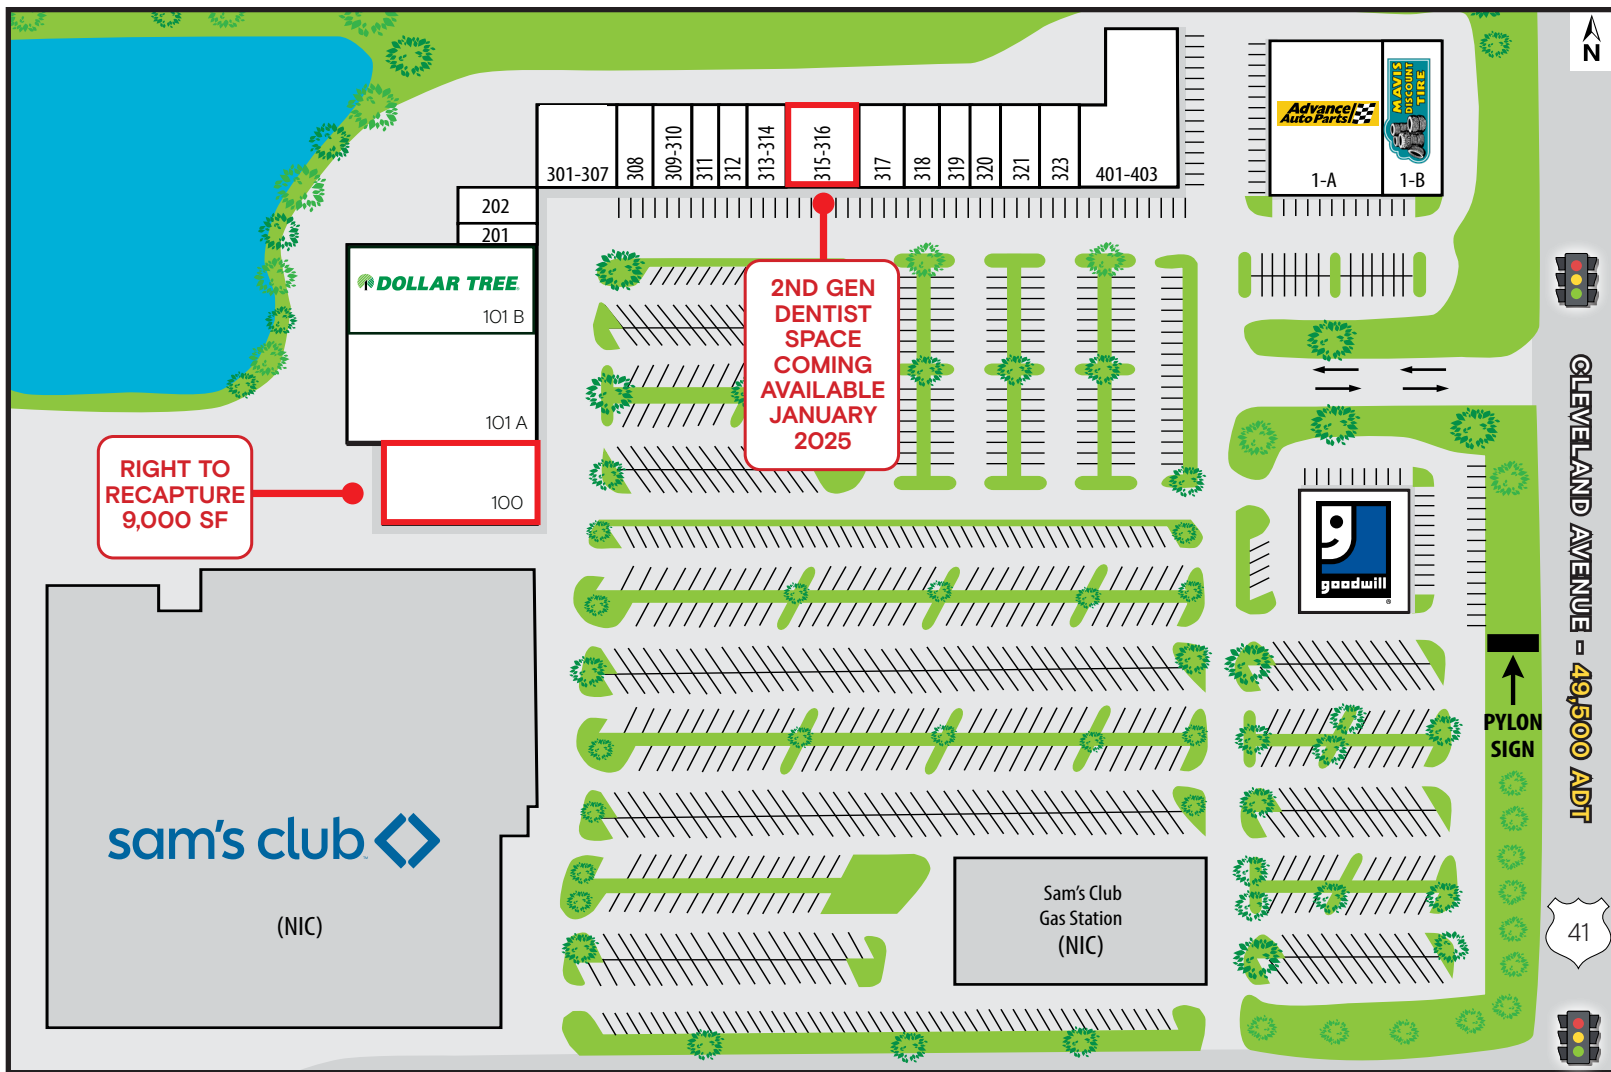 N
Advance
Auto Parts
MAVIS
DISCOUNT
TIRE
1-A
1-B
301-307
308
309-310
311
312
313-314
315-316
317
318
319
320
321
323
401-403
202
201
DOLLAR TREE
101 B
101 A
100
2ND GEN
DENTIST
SPACE
COMING
AVAILABLE
JANUARY
2025
RIGHT TO
RECAPTURE
9,000 SF
goodwill
®
CLEVELAND AVENUE - 49,500 ADT
PYLON
SIGN
sam's club
(NIC)
Sam's Club
Gas Station
(NIC)
41